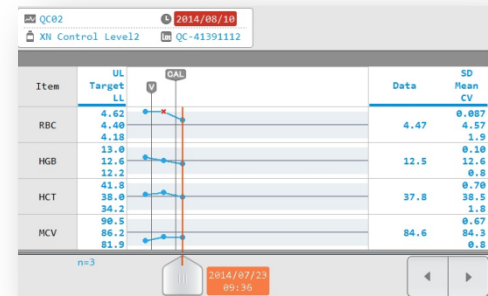 QC02 2014/08/10
XN Control Level2 Lot QC-41391112
Item UL Target LL V CAL Data SD Mean CV
RBC 4.62 4.40 4.18 4.47 0.087 4.57 1.9
HGB 13.0 12.6 12.2 12.5 0.10 12.6 0.8
HCT 41.8 38.0 34.2 37.8 0.70 38.5 1.8
MCV 90.5 86.2 81.9 84.6 0.67 84.3 0.8
n=3
2014/07/23
09:36